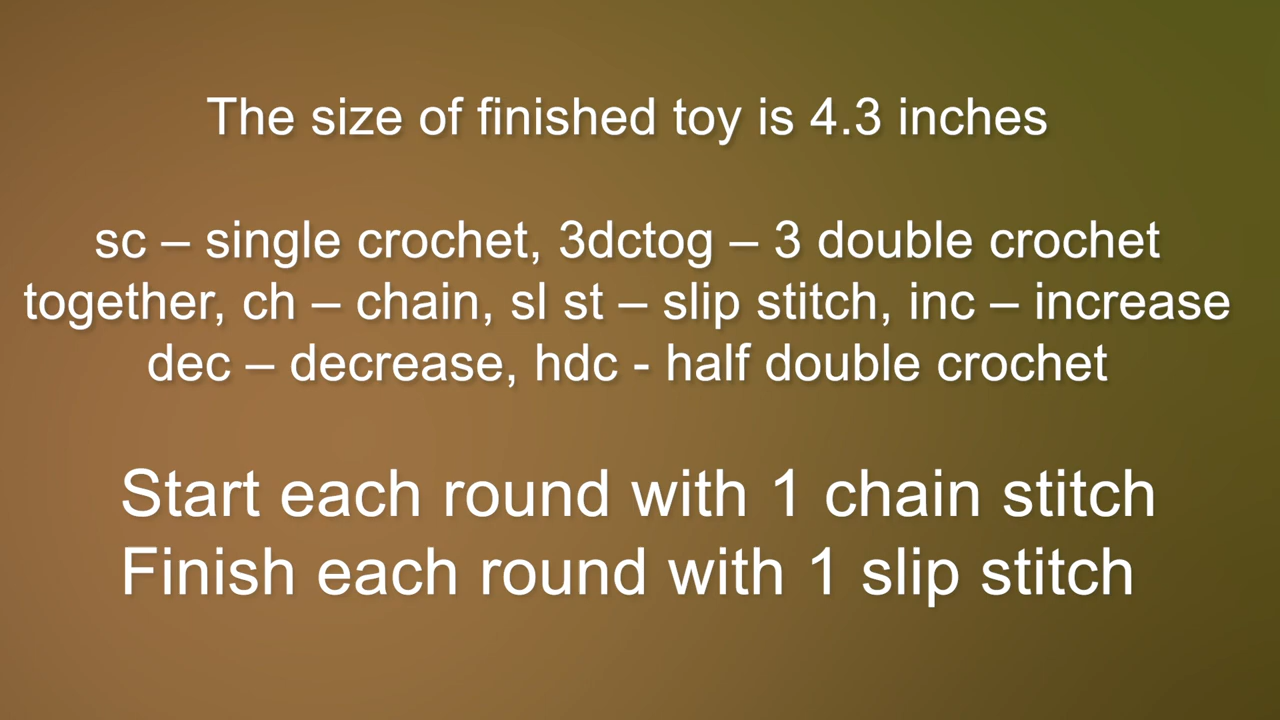 The size of finished toy is 4.3 inches
sc – single crochet, 3dctog – 3 double crochet
together, ch – chain, sl st – slip stitch, inc – increase
dec – decrease, hdc - half double crochet
Start each round with 1 chain stitch
Finish each round with 1 slip stitch